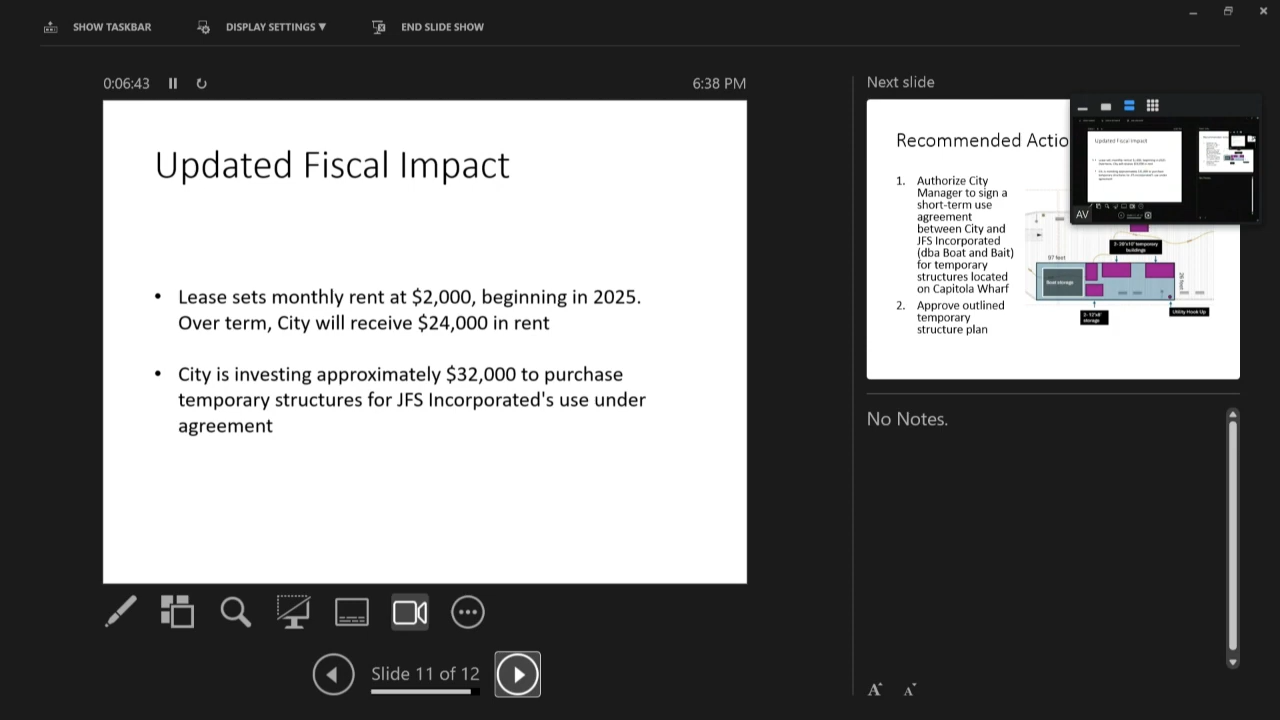 SHOW TASKBAR
DISPLAY SETTINGS ▼
END SLIDE SHOW
0:06:43
6:38 PM
Updated Fiscal Impact
• Lease sets monthly rent at $2,000, beginning in 2025.
Over term, City will receive $24,000 in rent
• City is investing approximately $32,000 to purchase
temporary structures for JFS Incorporated's use under
agreement
Slide 11 of 12
Next slide
Recommended Actio
1. Authorize City
Manager to sign a
short-term use
agreement
between City and
JFS Incorporated
(dba Boat and Bait)
for temporary
structures located
on Capitola Wharf
2. Approve outlined
temporary
structure plan
97 feet
buildings
Boat storage
storage
Utility Hook Up
Updated Fiscal Impact
AV
No Notes.
A A